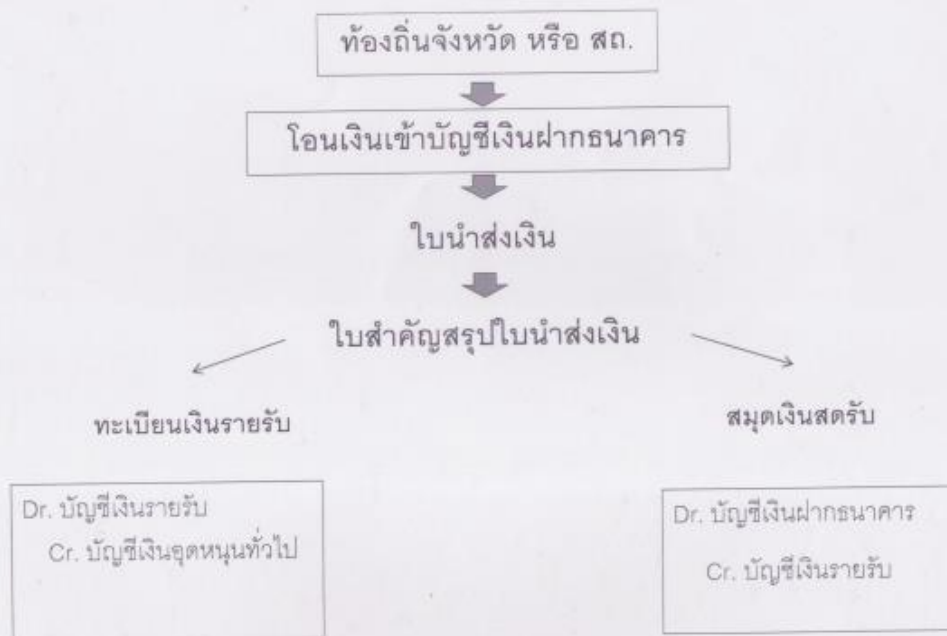 ท้องถิ่นจังหวัด หรือ สถ.
โอนเงินเข้าบัญชีเงินฝากธนาคาร
ใบนำส่งเงิน
ใบสำคัญสรุปใบนำส่งเงิน
ทะเบียนเงินรายรับ
สมุดเงินสดรับ
Dr. บัญชีเงินรายรับ
Cr. บัญชีเงินอุดหนุนทั่วไป
Dr. บัญชีเงินฝากธนาคาร
Cr. บัญชีเงินรายรับ